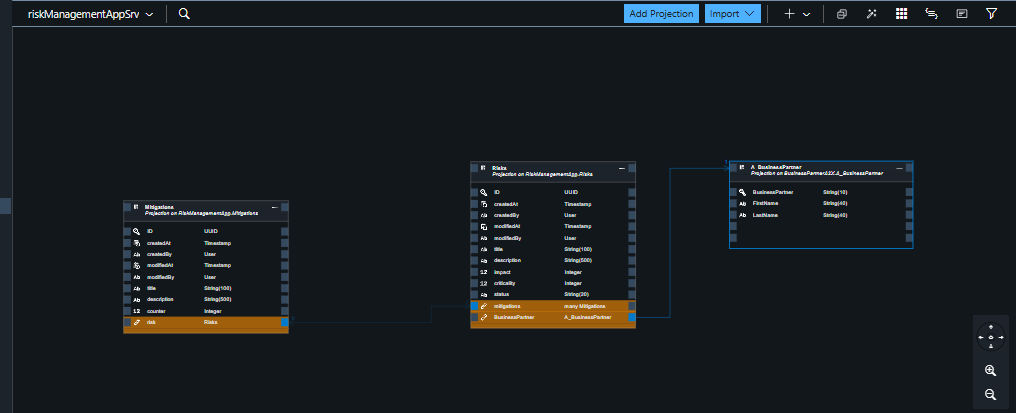 riskManagementAppSrv
Add Projection
Import
Mitigations
Projection on RiskManagementApp.Mitigations
ID UUID
createdAt Timestamp
createdBy User
modifiedAt Timestamp
modifiedBy User
title String(100)
description String(500)
counter Integer
risk Risks
Risks
Projection on RiskManagementApp.Risks
ID UUID
createdAt Timestamp
createdBy User
modifiedAt Timestamp
modifiedBy User
title String(100)
description String(500)
impact Integer
criticality Integer
status String(20)
mitigations many Mitigations
BusinessPartner A_BusinessPartner
1
A_BusinessPartner
Projection on BusinessPartnerA2X.A_BusinessPartner
BusinessPartner String(10)
FirstName String(40)
LastName String(40)